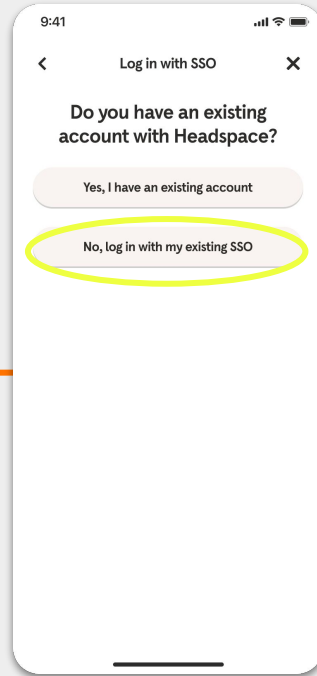 9:41
Log in with SSO
Do you have an existing
account with Headspace?
Yes, I have an existing account
No, log in with my existing SSO